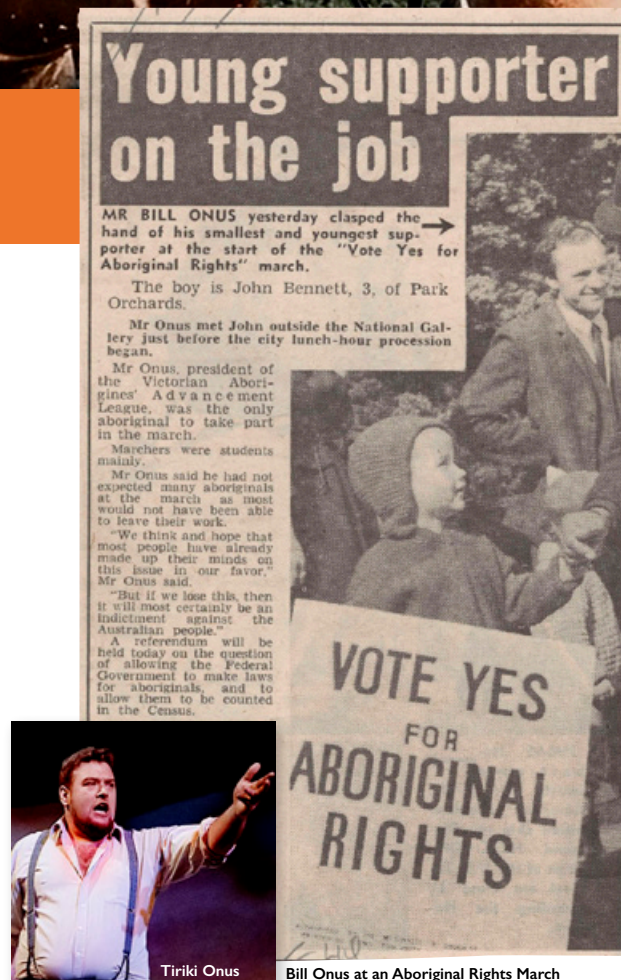 Young supporter
on the job
MR BILL ONUS yesterday clasped the
hand of his smallest and youngest sup-
porter at the start of the "Vote Yes for
Aboriginal Rights" march.
The boy is John Bennett, 3, of Park
Orchards.
Mr Onus met John outside the National Gal-
lery just before the city lunch-hour procession
began.
Mr Onus, president of
the Victorian Abori-
gines' Advancement
League, was the only
aboriginal to take part
in the march.
Marchers were students
mainly.
Mr Onus said he had not
expected many aboriginals
at the march as most
would not have been able
to leave their work.
"We think and hope that
most people have already
made up their minds on
this issue in our favor,"
Mr Onus said.
"But if we lose this, then
it will most certainly be an
indictment against the
Australian people."
A referendum will be
held today on the question
of allowing the Federal
Government to make laws
for aboriginals, and to
allow them to be counted
in the Census.
VOTE YES
FOR
ABORIGINAL
RIGHTS
Tiriki Onus
Bill Onus at an Aboriginal Rights March